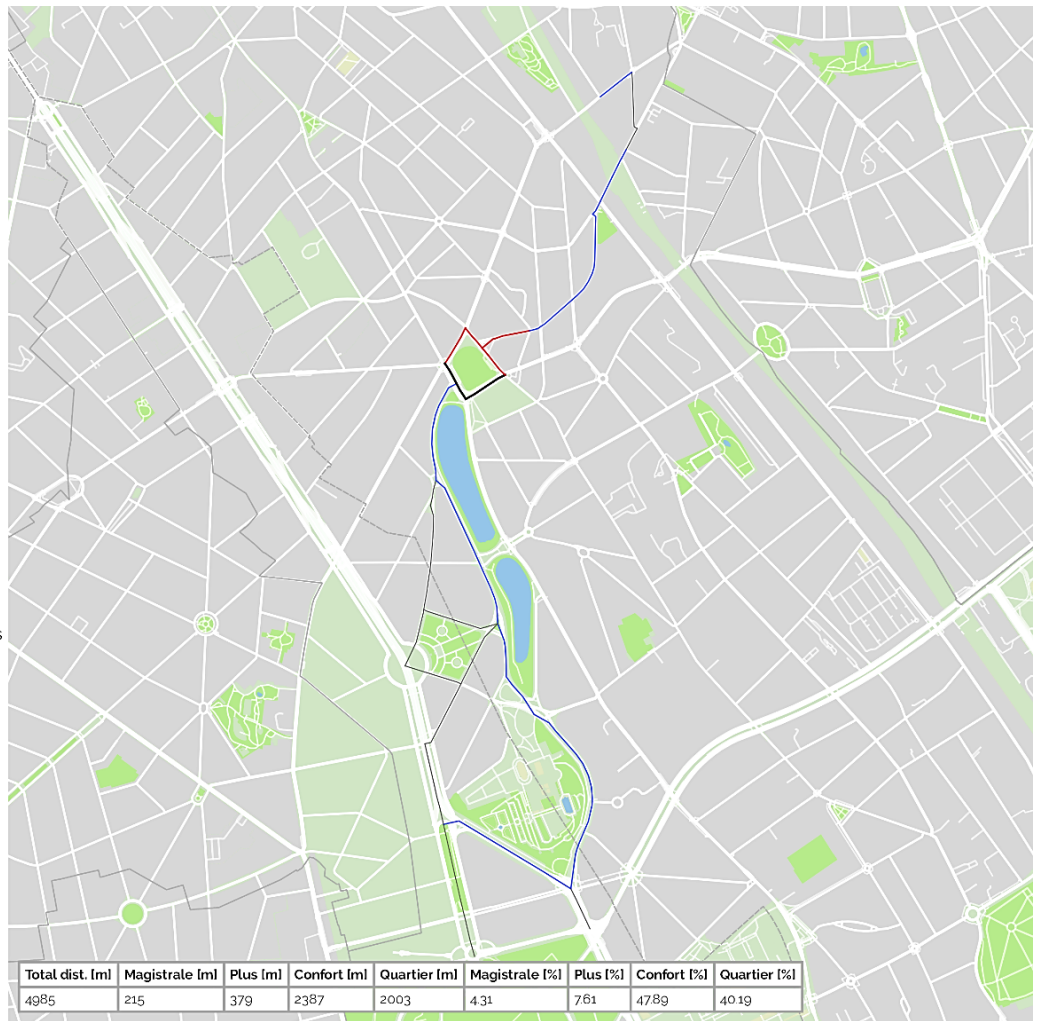 s
Total dist. [m] Magistrale [m] Plus [m] Confort [m] Quartier [m] Magistrale [%] Plus [%] Confort [%] Quartier [%]
4985 215 379 2387 2003 4.31 7.61 47.89 40.19